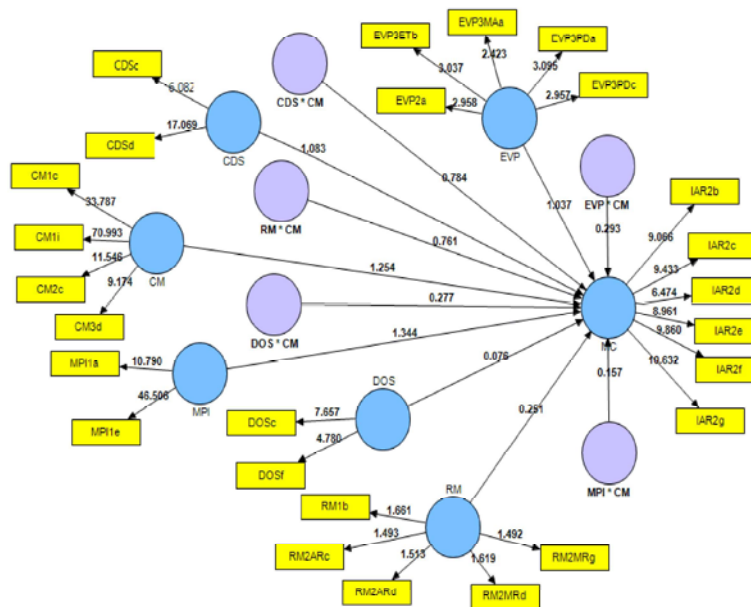 EVP3MAa
EVP3ETb
EVP3PDa
CDSc
2.423
3.037
3.095
EVP3PDc
6.082
EVP2a
2.958
2.957
CDS * CM
17.069
CDSd
CDS
1.083
EVP
CM1c
0.784
1.037
IAR2b
33.787
EVP * CM
RM * CM
9.066
CM1i
70.993
0.293
IAR2c
0.761
9.433
11.546
CM
1.254
6.474
IAR2d
CM2c
9.174
0.277
8.961
CM3d
DOS * CM
MC
9.860
IAR2e
1.344
10.632
IAR2f
MPI1a
10.790
0.076
0.157
DOS
MPI
46.506
0.251
DOSc
7.657
IAR2g
MPI1e
4.780
DOSf
MPI * CM
RM
RM1b
1.661
1.493
1.492
RM2ARc
1.513
1.619
RM2MRg
RM2ARd
RM2MRd